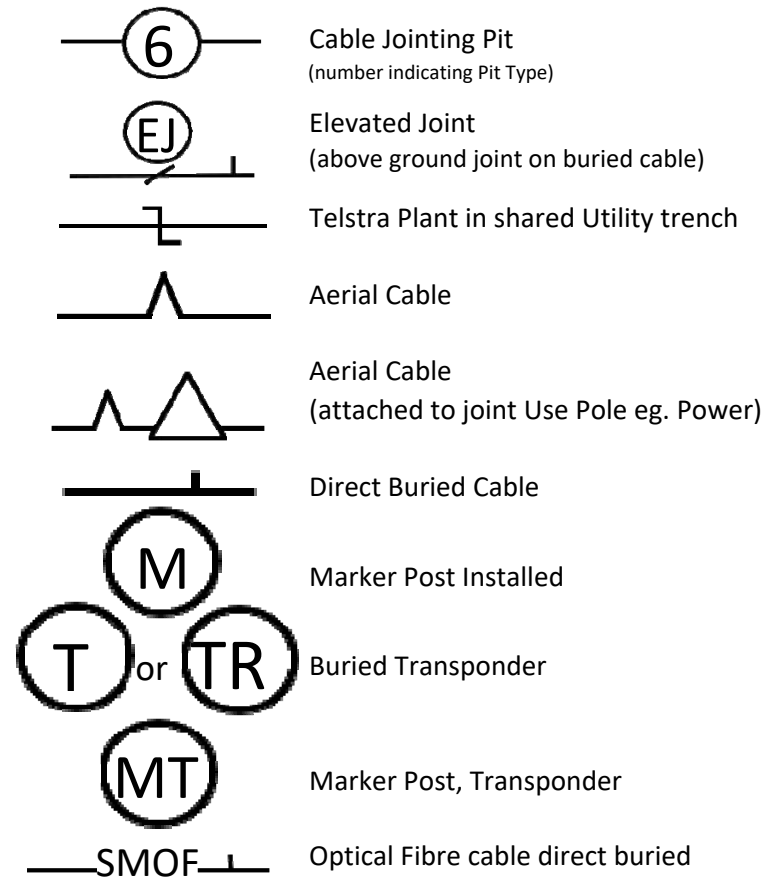 6
Cable Jointing Pit
(number indicating Pit Type)
EJ
Elevated Joint
(above ground joint on buried cable)
Telstra Plant in shared Utility trench
Aerial Cable
Aerial Cable
(attached to joint Use Pole eg. Power)
Direct Buried Cable
M
Marker Post Installed
T or TR
Buried Transponder
MT
Marker Post, Transponder
SMOF
Optical Fibre cable direct buried